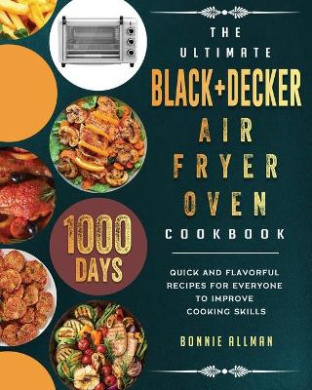 THE
ULTIMATE
BLACK+DECKER
AIR
FRYER
OVEN
COOKBOOK
1000
DAYS
QUICK AND FLAVORFUL
RECIPES FOR EVERYONE
TO IMPROVE
COOKING SKILLS
BONNIE ALLMAN